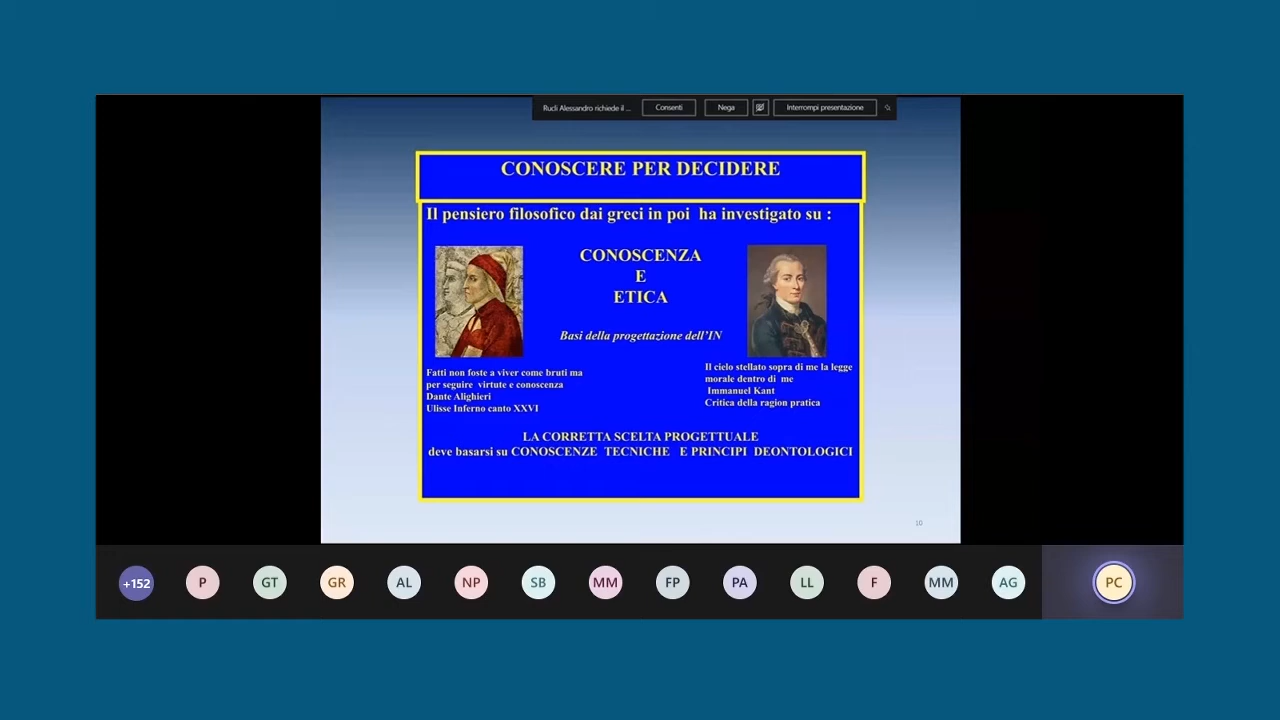 Rucli Alessandro richiede il ...
Consenti
Nega
Interrompi presentazione
CONOSCERE PER DECIDERE
Il pensiero filosofico dai greci in poi ha investigato su :
CONOSCENZA
E
ETICA
Basi della progettazione dell'IN
Fatti non foste a viver come bruti ma
per seguire virtute e conoscenza
Dante Alighieri
Ulisse Inferno canto XXVI
Il cielo stellato sopra di me la legge
morale dentro di me
Immanuel Kant
Critica della ragion pratica
LA CORRETTA SCELTA PROGETTUALE
deve basarsi su CONOSCENZE TECNICHE E PRINCIPI DEONTOLOGICI
10
+152
P
GT
GR
AL
NP
SB
MM
FP
PA
LL
F
MM
AG
PC